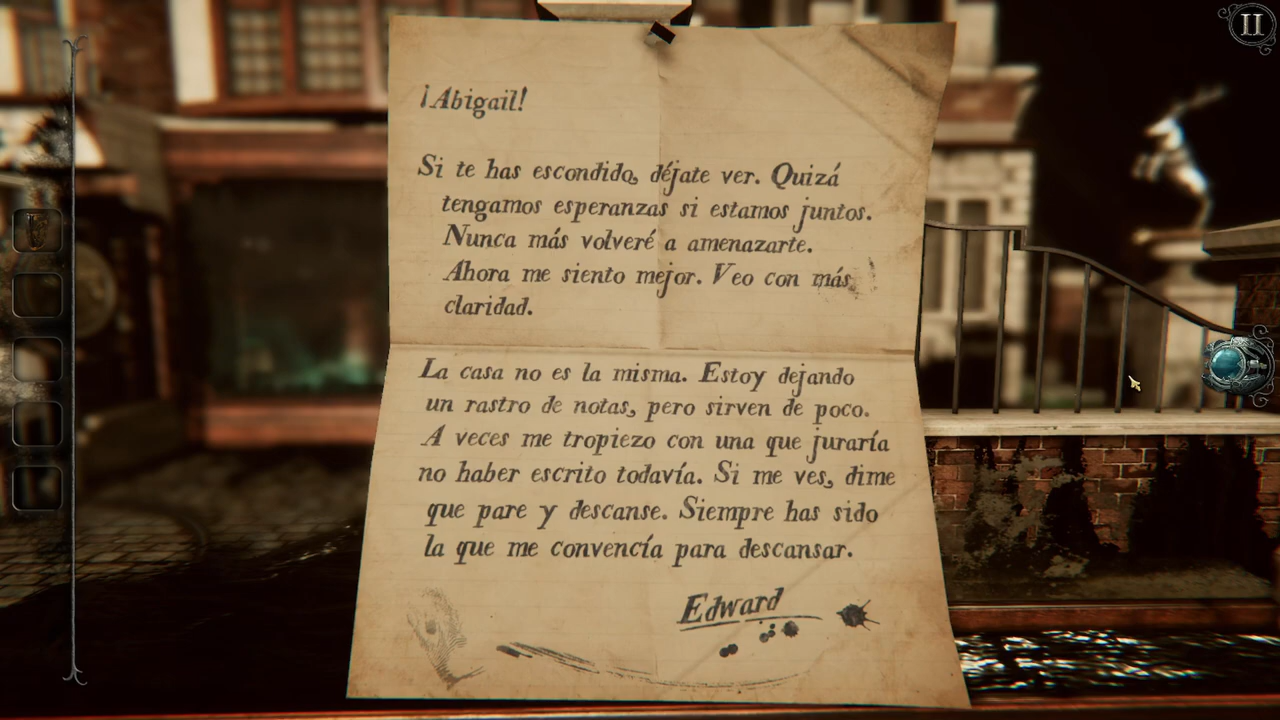 ¡Abigail!
Si te has escondido, déjate ver. Quizá
tengamos esperanzas si estamos juntos.
Nunca más volveré a amenazarte.
Ahora me siento mejor. Veo con más
claridad.
La casa no es la misma. Estoy dejando
un rastro de notas, pero sirven de poco.
A veces me tropiezo con una que juraría
no haber escrito todavía. Si me ves, dime
que pare y descanse. Siempre has sido
la que me convencía para descansar.
Edward